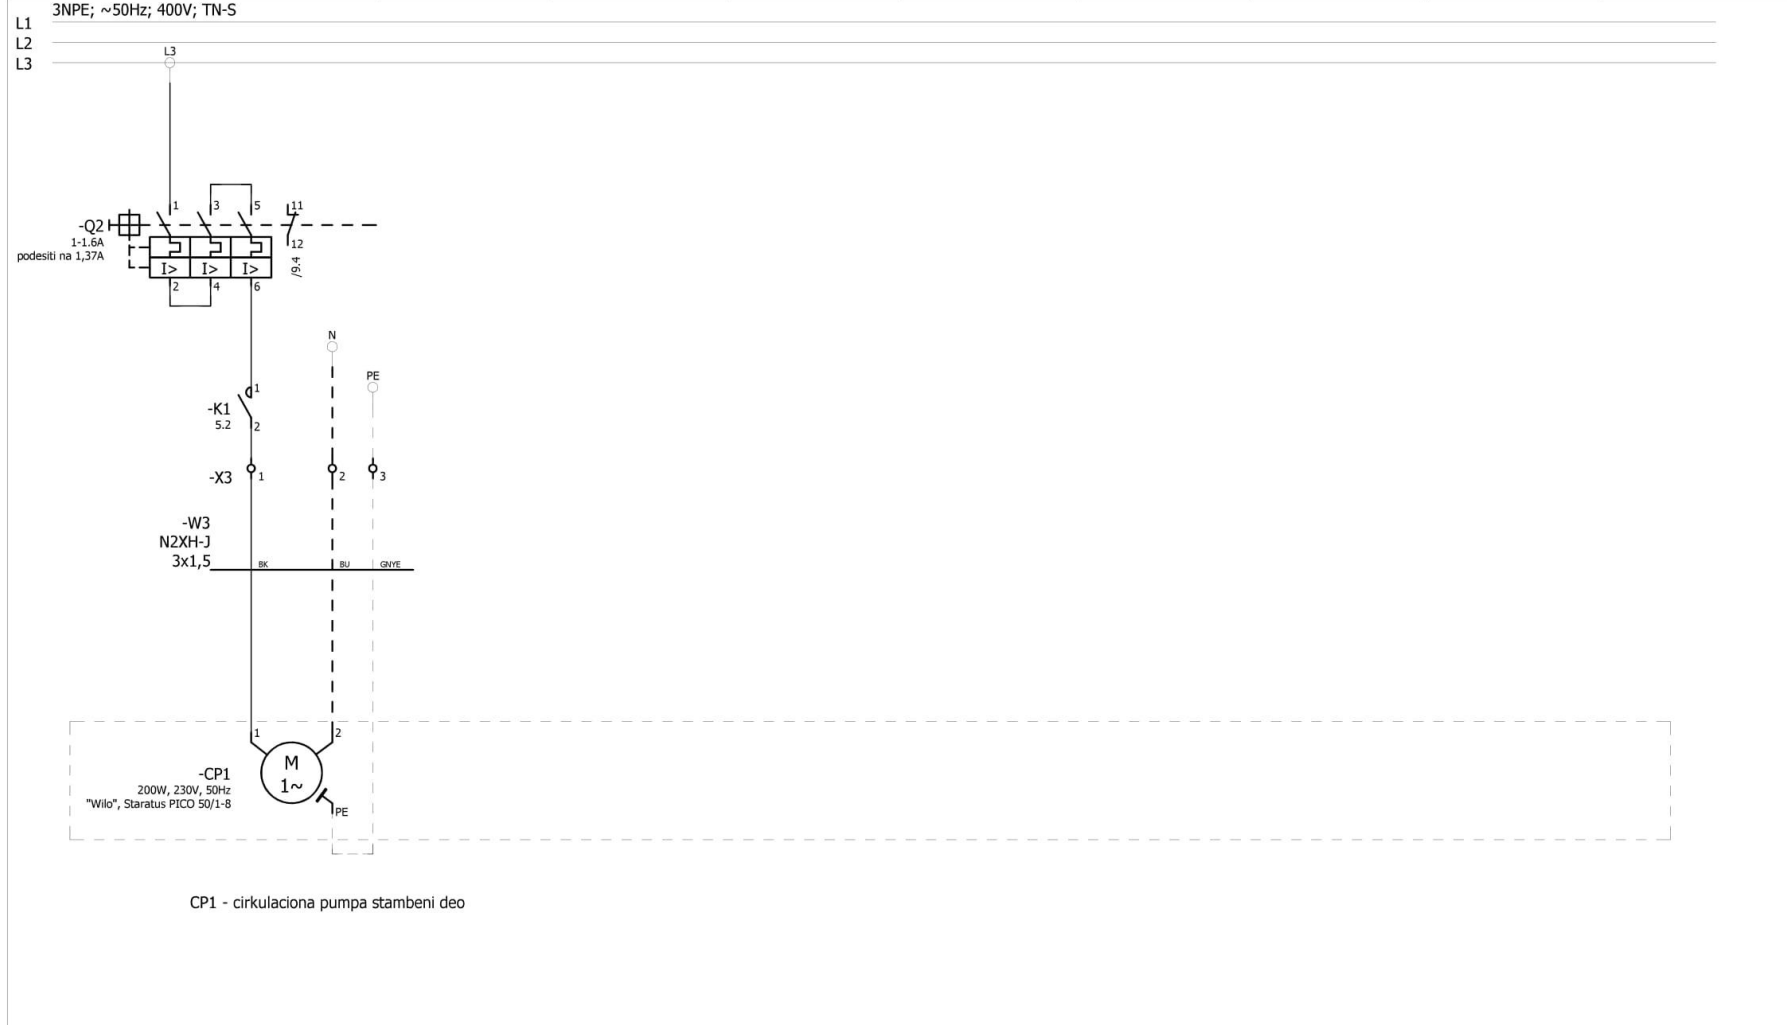 3NPE; ~50Hz; 400V; TN-S
L1
L2
L3
L3
1
3
5
11
-Q2
1-1.6A
podesiti na 1,37A
12
/9.4
I>
I>
I>
2
4
6
N
PE
-K1
5.2
1
2
-X3
1
2
3
-W3
N2XH-J
3x1,5
BK
BU
GNYE
1
2
M
1~
-CP1
200W, 230V, 50Hz
"Wilo", Staratus PICO 50/1-8
PE
CP1 - cirkulaciona pumpa stambeni deo